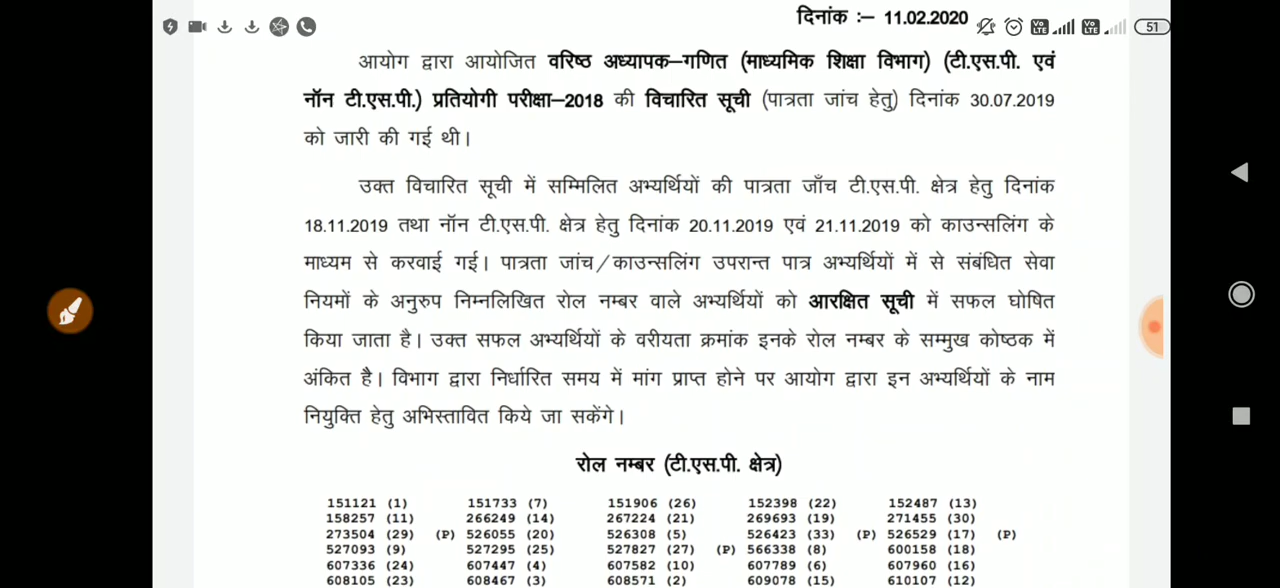 दिनांक :– 11.02.2020
51
आयोग द्वारा आयोजित वरिष्ठ अध्यापक–गणित (माध्यमिक शिक्षा विभाग) (टी.एस.पी. एवं
नॉन टी.एस.पी.) प्रतियोगी परीक्षा–2018 की विचारित सूची (पात्रता जांच हेतु) दिनांक 30.07.2019
को जारी की गई थी।
उक्त विचारित सूची में सम्मिलित अभ्यर्थियों की पात्रता जाँच टी.एस.पी. क्षेत्र हेतु दिनांक
18.11.2019 तथा नॉन टी.एस.पी. क्षेत्र हेतु दिनांक 20.11.2019 एवं 21.11.2019 को काउन्सलिंग के
माध्यम से करवाई गई। पात्रता जांच/काउन्सलिंग उपरान्त पात्र अभ्यर्थियों में से संबंधित सेवा
नियमों के अनुरुप निम्नलिखित रोल नम्बर वाले अभ्यर्थियों को आरक्षित सूची में सफल घोषित
किया जाता है। उक्त सफल अभ्यर्थियों के वरीयता क्रमांक इनके रोल नम्बर के सम्मुख कोष्ठक में
अंकित है। विभाग द्वारा निर्धारित समय में मांग प्राप्त होने पर आयोग द्वारा इन अभ्यर्थियों के नाम
नियुक्ति हेतु अभिस्तावित किये जा सकेंगे।
रोल नम्बर (टी.एस.पी. क्षेत्र)
151121 (1) 151733 (7) 151906 (26) 152398 (22) 152487 (13)
158257 (11) 266249 (14) 267224 (21) 269693 (19) 271455 (30)
273504 (29) (P) 526055 (20) 526308 (5) 526423 (33) (P) 526529 (17) (P)
527093 (9) 527295 (25) 527827 (27) (P) 566338 (8) 600158 (18)
607336 (24) 607447 (4) 607582 (10) 607789 (6) 607960 (16)
608105 (23) 608467 (3) 608571 (2) 609078 (15) 610107 (12)